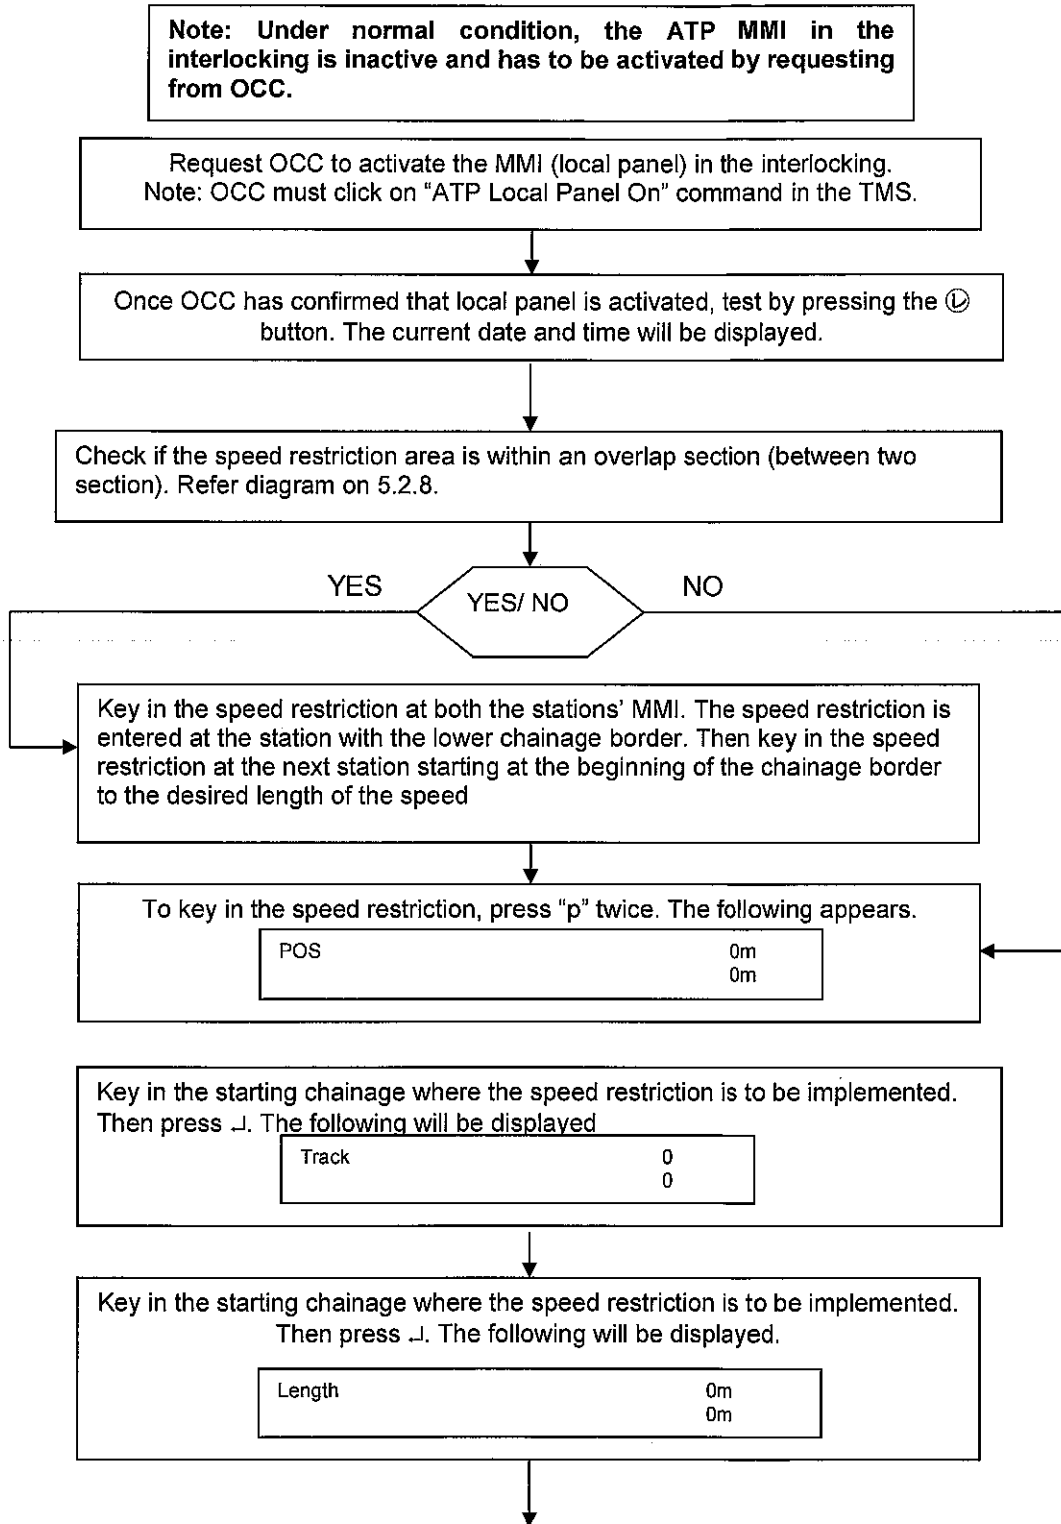 Note: Under normal condition, the ATP MMI in the
interlocking is inactive and has to be activated by requesting
from OCC.
Request OCC to activate the MMI (local panel) in the interlocking.
Note: OCC must click on "ATP Local Panel On" command in the TMS.
Once OCC has confirmed that local panel is activated, test by pressing the
button. The current date and time will be displayed.
Check if the speed restriction area is within an overlap section (between two
section). Refer diagram on 5.2.8.
YES
YES/ NO
NO
Key in the speed restriction at both the stations' MMI. The speed restriction is
entered at the station with the lower chainage border. Then key in the speed
restriction at the next station starting at the beginning of the chainage border
to the desired length of the speed
To key in the speed restriction, press "p" twice. The following appears.
POS 0m
0m
Key in the starting chainage where the speed restriction is to be implemented.
Then press ↵. The following will be displayed
Track 0
0
Key in the starting chainage where the speed restriction is to be implemented.
Then press ↵. The following will be displayed.
Length 0m
0m